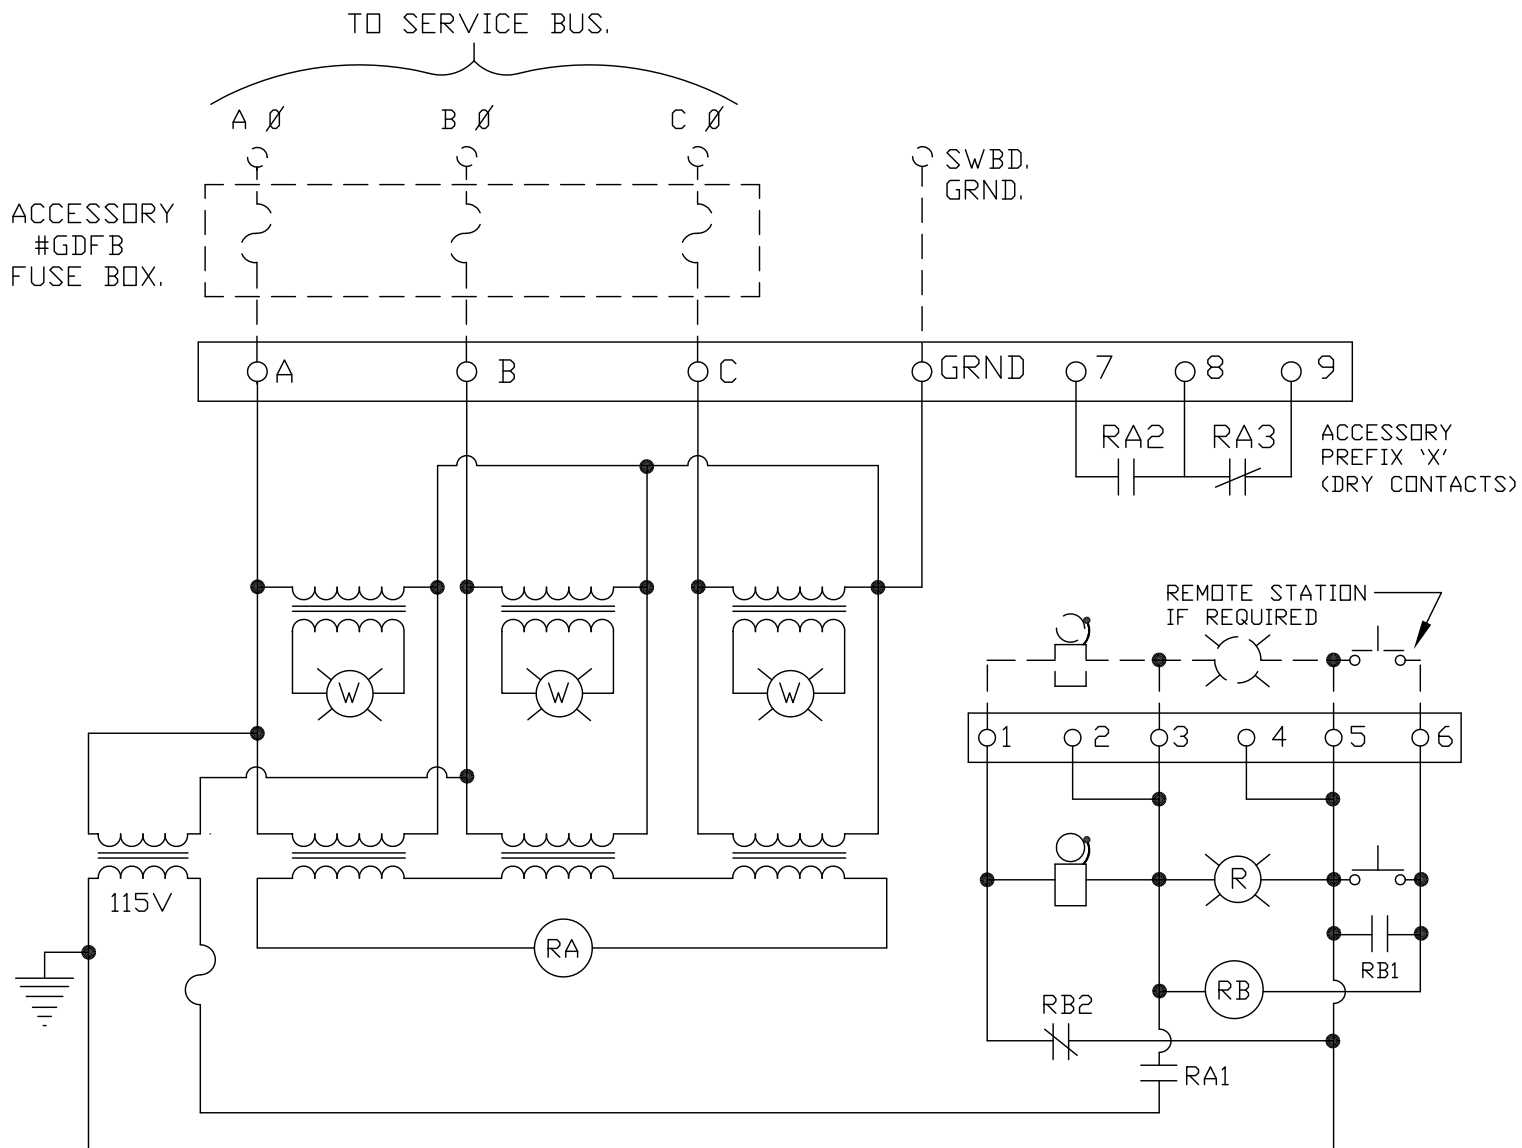 TO SERVICE BUS.
A Ø
B Ø
C Ø
SWBD.
GRND.
ACCESSORY
#GDFB
FUSE BOX.
A
B
C
GRND
7
8
9
RA2
RA3
ACCESSORY
PREFIX 'X'
(DRY CONTACTS)
REMOTE STATION
IF REQUIRED
W
W
W
1
2
3
4
5
6
115V
R
RA
RB1
RB
RB2
RA1